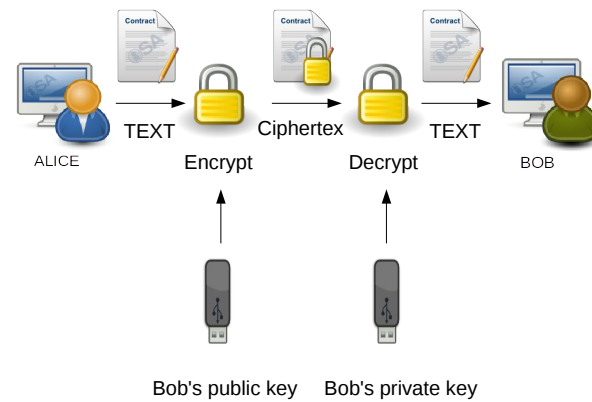 Contract
Contract
Contract
TEXT
Ciphertex
TEXT
ALICE
Encrypt
Decrypt
BOB
Bob's public key
Bob's private key